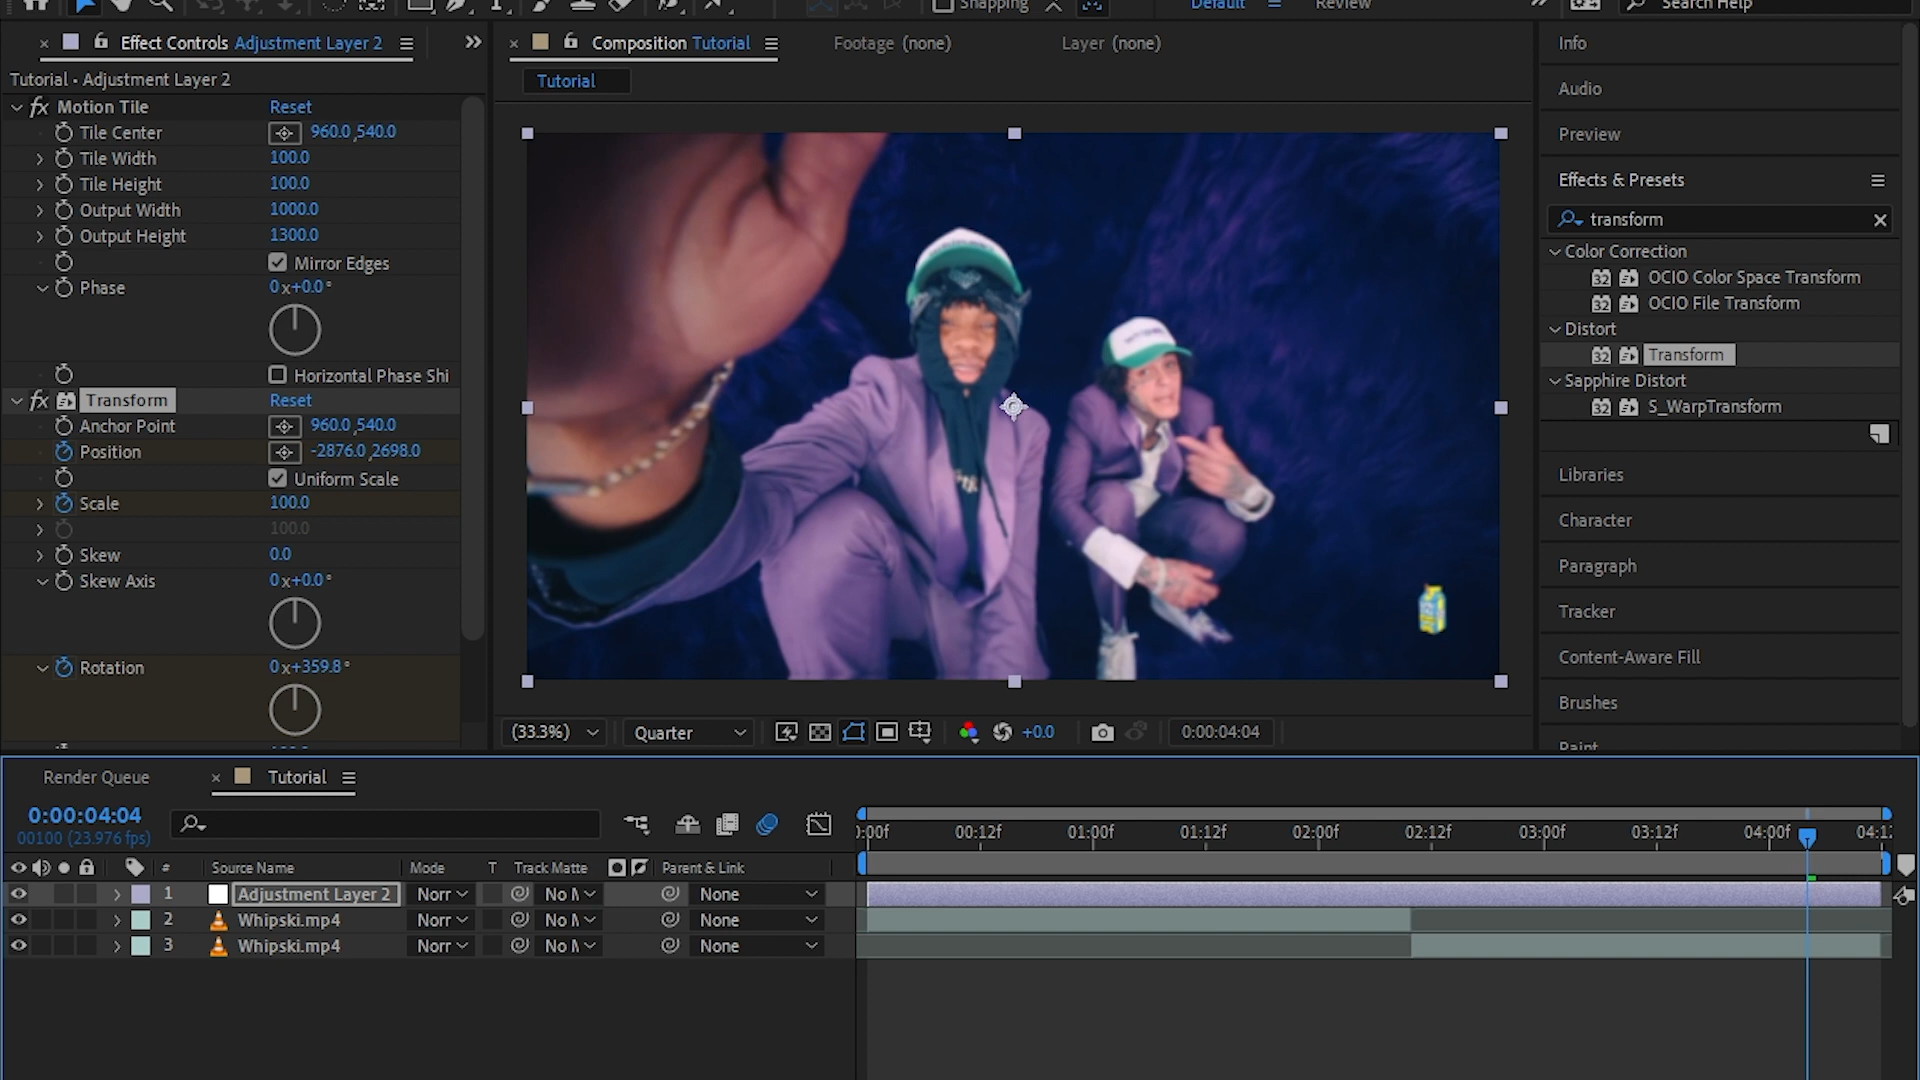 Snapping
Default
Review
Search Help
Effect Controls Adjustment Layer 2
Composition Tutorial
Footage (none)
Layer (none)
Info
Tutorial • Adjustment Layer 2
Tutorial
Audio
fx Motion Tile Reset
Tile Center 960.0,540.0
Preview
Tile Width 100.0
Tile Height 100.0
Effects & Presets
Output Width 1000.0
transform
Output Height 1300.0
Color Correction
Mirror Edges
OCIO Color Space Transform
Phase 0x+0.0°
OCIO File Transform
Distort
Transform
Horizontal Phase Shi
Sapphire Distort
fx Transform Reset
S_WarpTransform
Anchor Point 960.0,540.0
Position -2876.0,2698.0
Uniform Scale
Libraries
Scale 100.0
100.0
Character
Skew 0.0
Paragraph
Skew Axis 0x+0.0°
Tracker
Rotation 0x+359.8°
Content-Aware Fill
Brushes
(33.3%)
Quarter
+0.0
0:00:04:04
Paint
Render Queue
Tutorial
0:00:04:04
00100 (23.976 fps)
):00f 00:12f 01:00f 01:12f 02:00f 02:12f 03:00f 03:12f 04:00f 04:12
# Source Name Mode T Track Matte Parent & Link
1 Adjustment Layer 2 Norr No M None
2 Whipski.mp4 Norr No M None
3 Whipski.mp4 Norr No M None